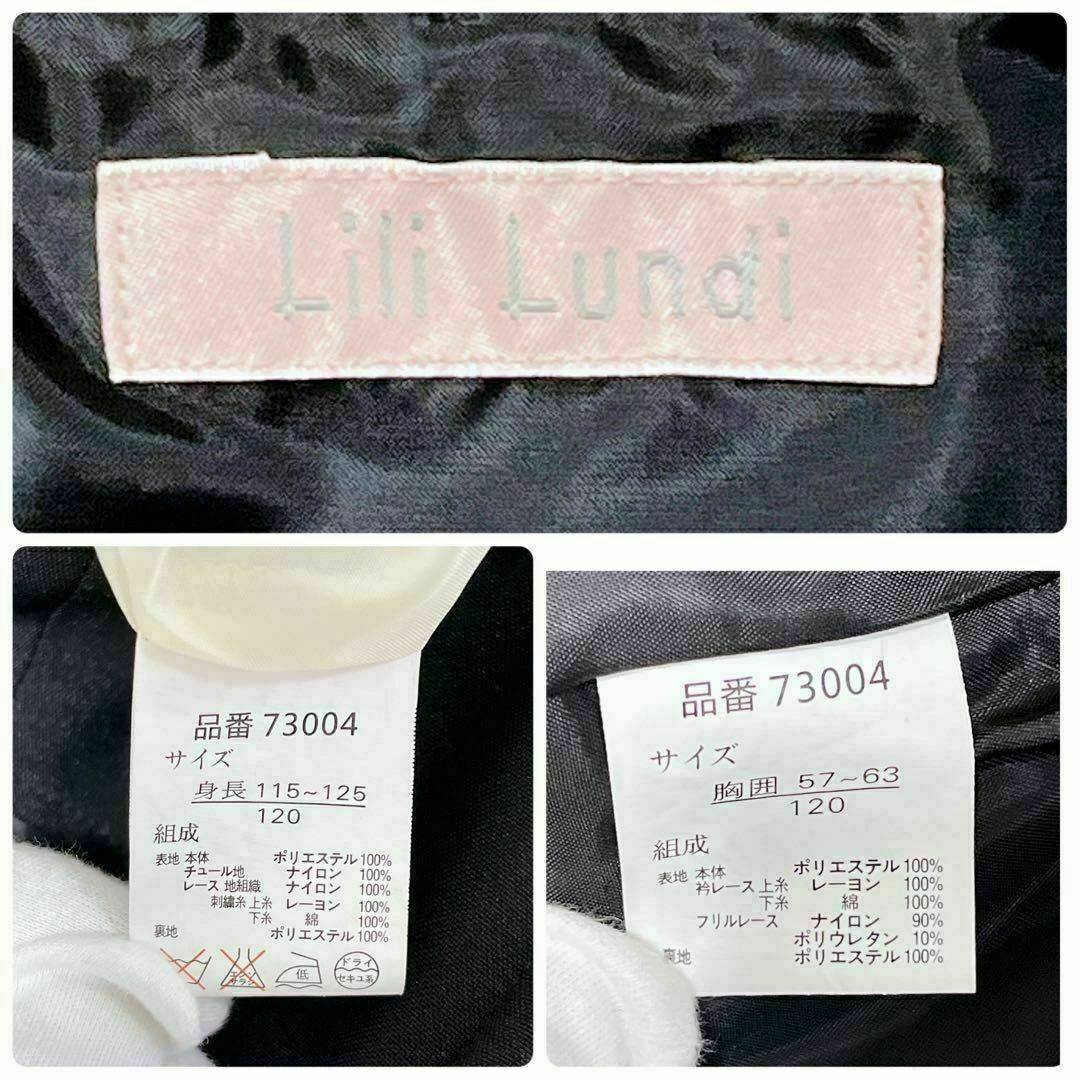 Lili Lundi
品番 73004
サイズ
身長 115~125
120
組成
表地 本体 ポリエステル 100%
チュール地 ナイロン 100%
レース 地組織 ナイロン 100%
刺繍糸 上糸 レーヨン 100%
下糸 綿 100%
裏地 ポリエステル 100%
エンソ サラシ 低 ドライ
セキユ系
品番 73004
サイズ
胸囲 57~63
120
組成
表地 本体 ポリエステル 100%
衿レース 上糸 レーヨン 100%
下糸 綿 100%
フリルレース ナイロン 90%
ポリウレタン 10%
裏地 ポリエステル 100%